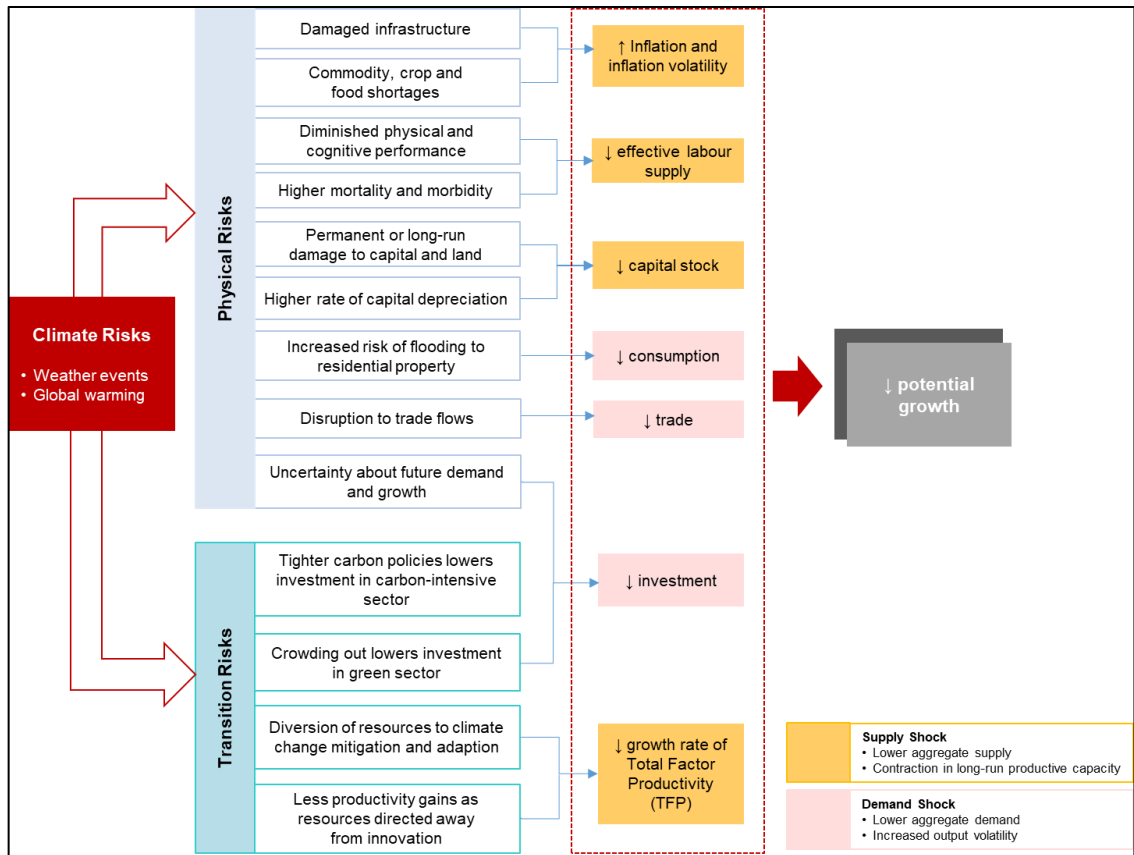 Damaged infrastructure
Commodity, crop and
food shortages
Diminished physical and
cognitive performance
Higher mortality and morbidity
Permanent or long-run
damage to capital and land
Higher rate of capital depreciation
Increased risk of flooding to
residential property
Disruption to trade flows
Uncertainty about future demand
and growth
Physical Risks
Climate Risks
• Weather events
• Global warming
Transition Risks
Tighter carbon policies lowers
investment in carbon-intensive
sector
Crowding out lowers investment
in green sector
Diversion of resources to climate
change mitigation and adaption
Less productivity gains as
resources directed away
from innovation
↑ Inflation and
inflation volatility
↓ effective labour
supply
↓ capital stock
↓ consumption
↓ trade
↓ investment
↓ growth rate of
Total Factor
Productivity
(TFP)
↓ potential
growth
Supply Shock
• Lower aggregate supply
• Contraction in long-run productive capacity
Demand Shock
• Lower aggregate demand
• Increased output volatility